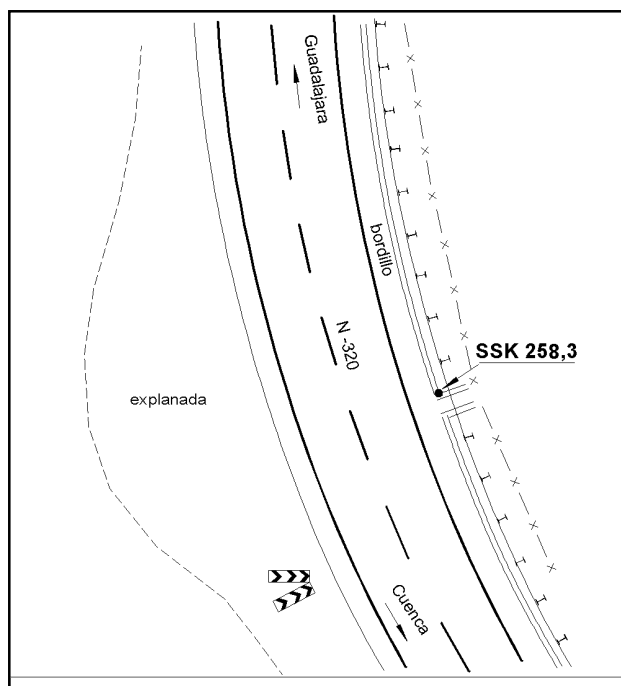 Guadalajara
bordillo
N -320
SSK 258,3
explanada
Cuenca